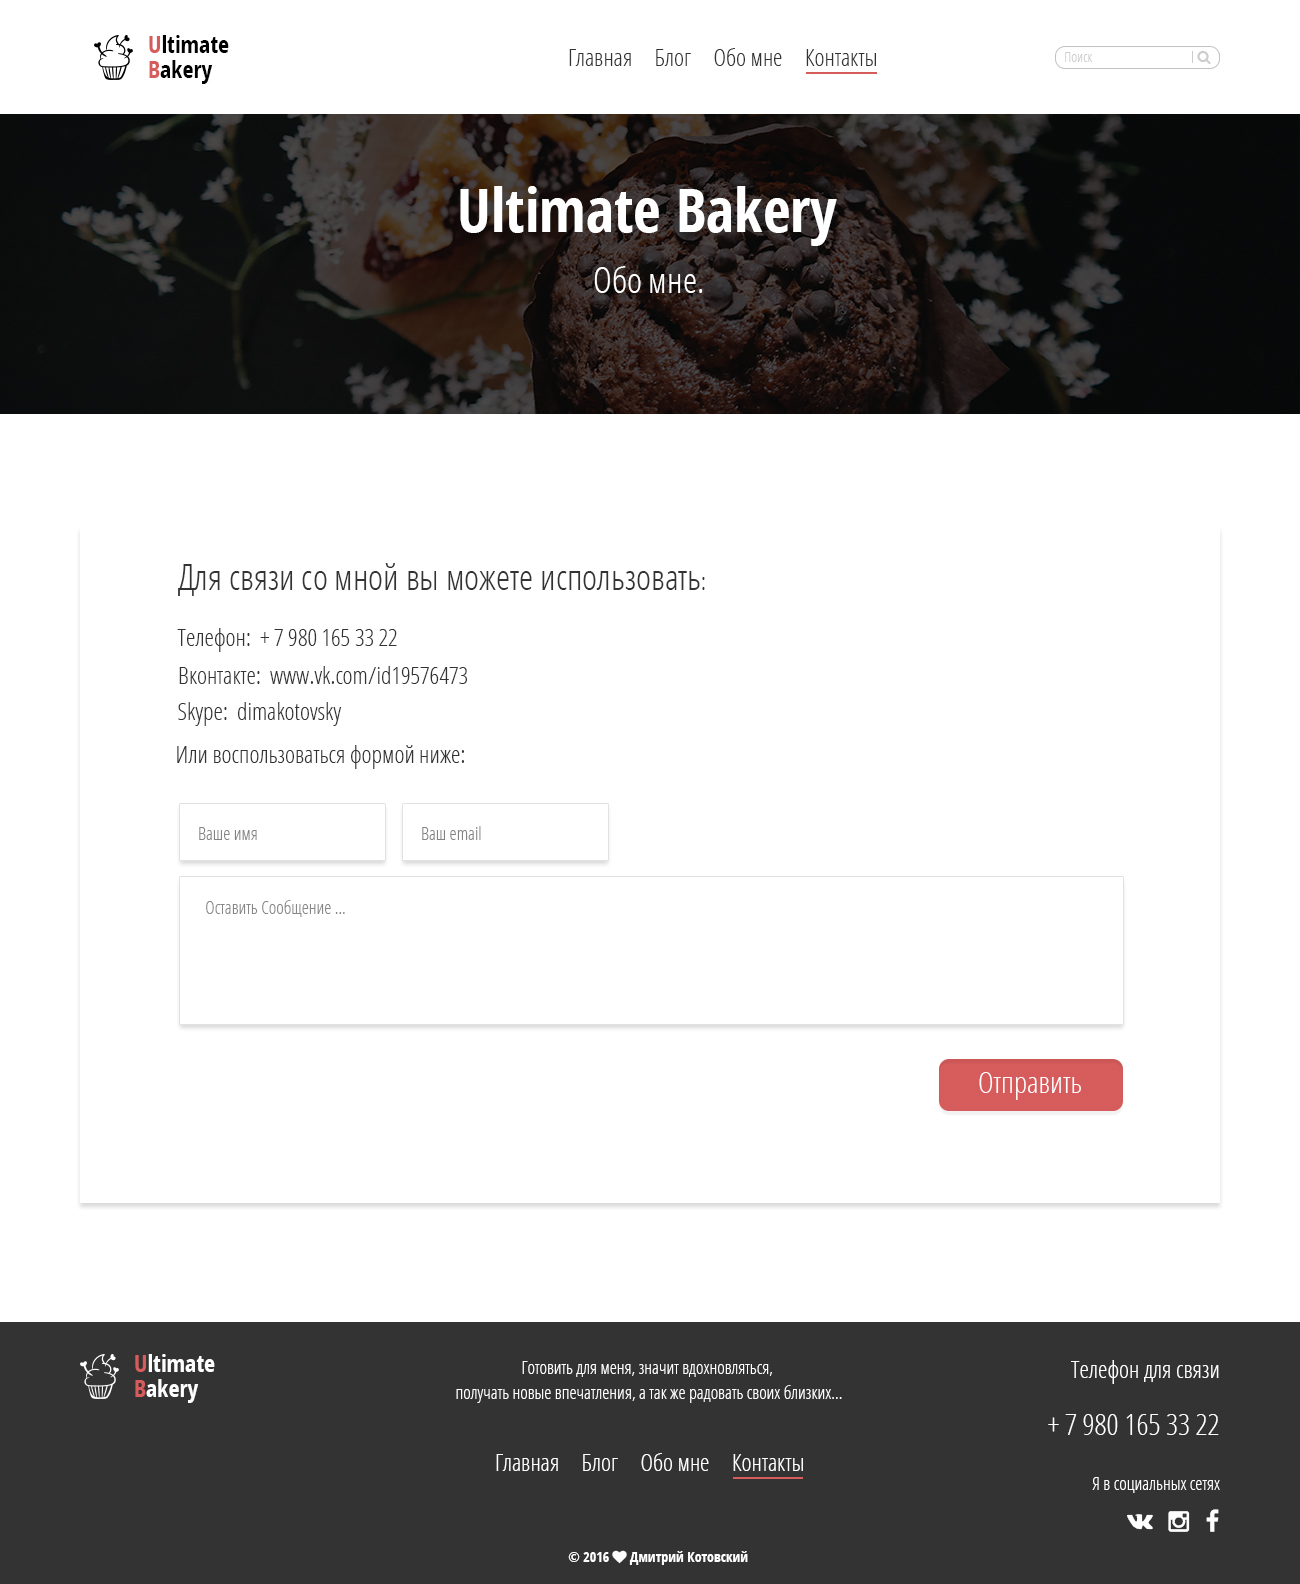 Ultimate
Bakery
Главная Блог Обо мне Контакты
Поиск
Ultimate Bakery
Обо мне.
Для связи со мной вы можете использовать:
Телефон: + 7 980 165 33 22
Вконтакте: www.vk.com/id19576473
Skype: dimakotovsky
Или воспользоваться формой ниже:
Ваше имя
Ваш email
Оставить Сообщение ...
Отправить
Ultimate
Bakery
Готовить для меня, значит вдохновляться,
получать новые впечатления, а так же радовать своих близких...
Главная Блог Обо мне Контакты
Телефон для связи
+ 7 980 165 33 22
Я в социальных сетях
© 2016 ♥ Дмитрий Котовский